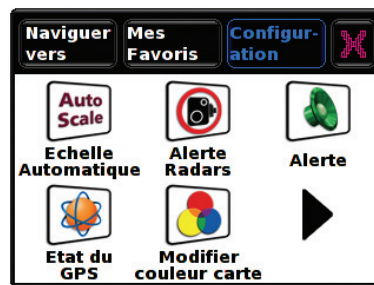 Naviguer vers
Mes Favoris
Configur-ation
Auto Scale
Echelle Automatique
Alerte Radars
Alerte
Etat du GPS
Modifier couleur carte